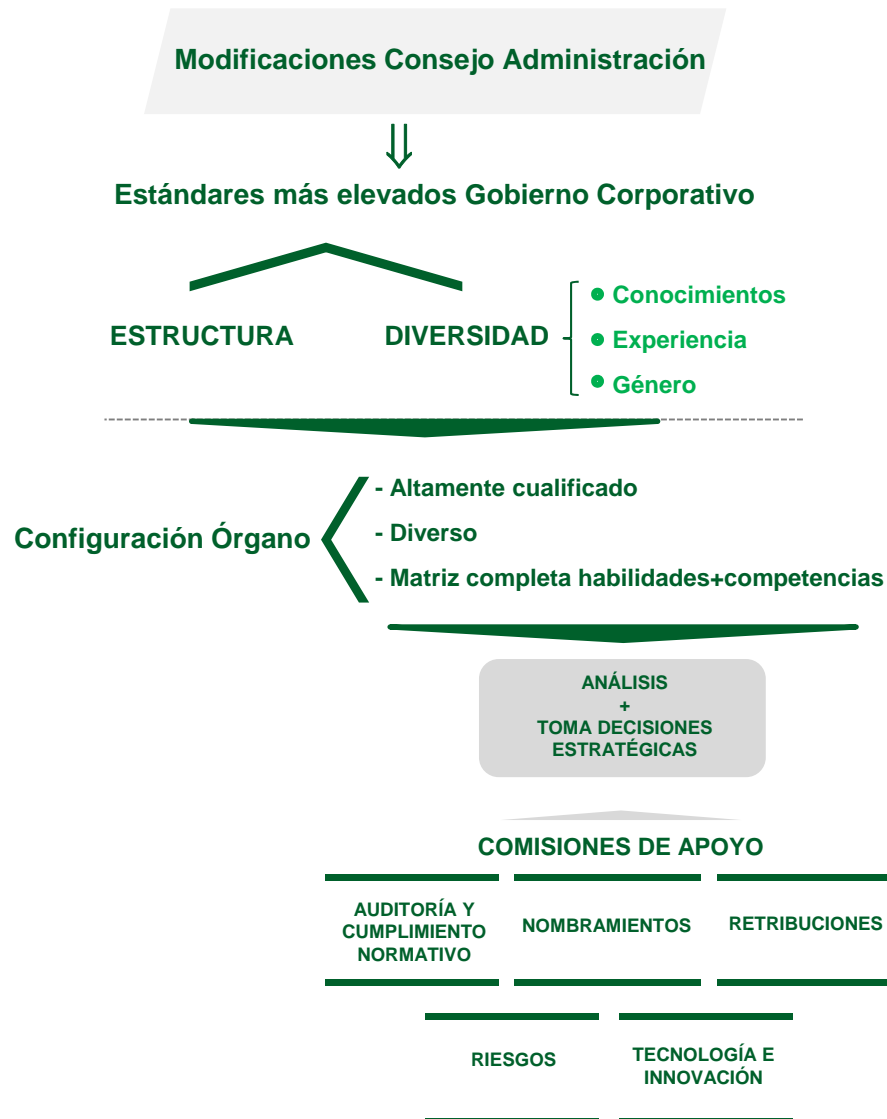 Modificaciones Consejo Administración
Estándares más elevados Gobierno Corporativo
ESTRUCTURA
DIVERSIDAD
Conocimientos
Experiencia
Género
Configuración Órgano
- Altamente cualificado
- Diverso
- Matriz completa habilidades+competencias
ANÁLISIS
+
TOMA DECISIONES
ESTRATÉGICAS
COMISIONES DE APOYO
AUDITORÍA Y
CUMPLIMIENTO
NORMATIVO
NOMBRAMIENTOS
RETRIBUCIONES
RIESGOS
TECNOLOGÍA E
INNOVACIÓN